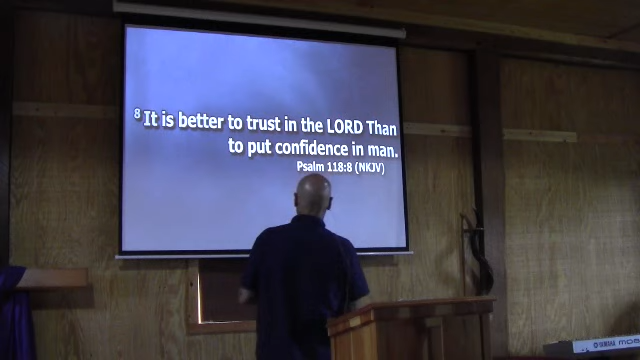 8 It is better to trust in the LORD Than
to put confidence in man.
Psalm 118:8 (NKJV)
YAMAHA